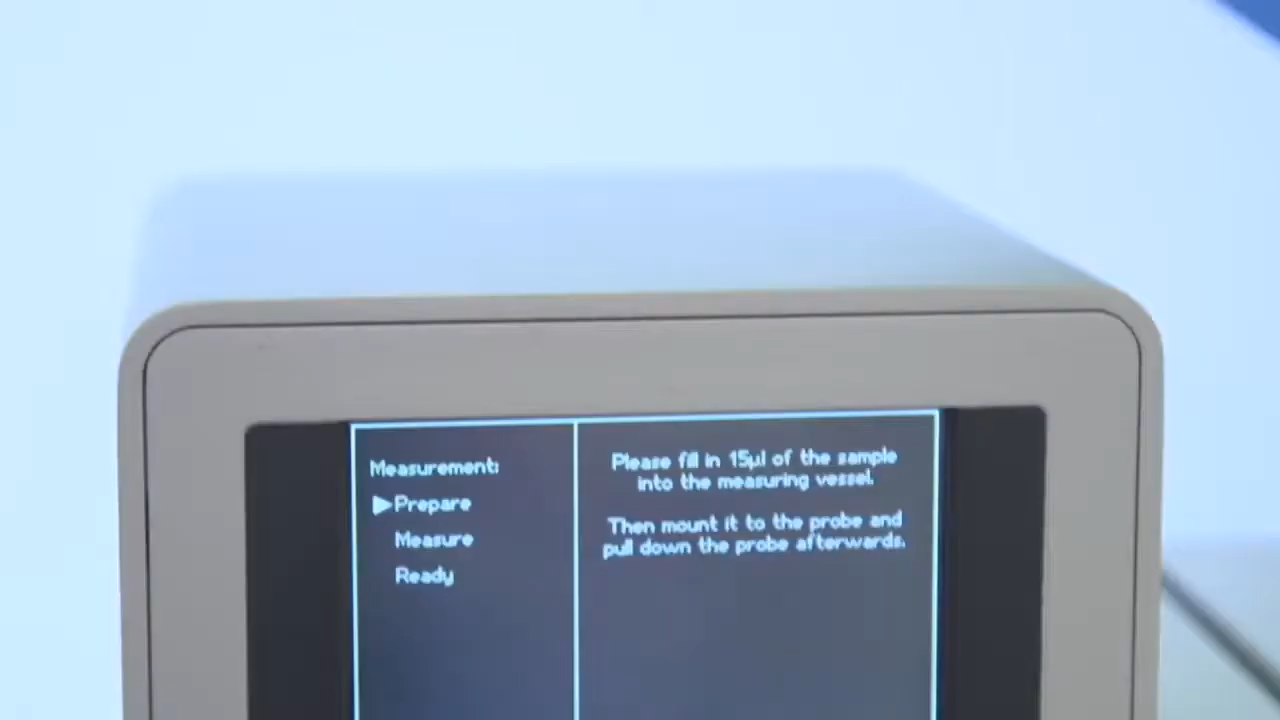 Measurement:
▶Prepare
Measure
Ready
Please fill in 15µl of the sample
into the measuring vessel.
Then mount it to the probe and
pull down the probe afterwards.